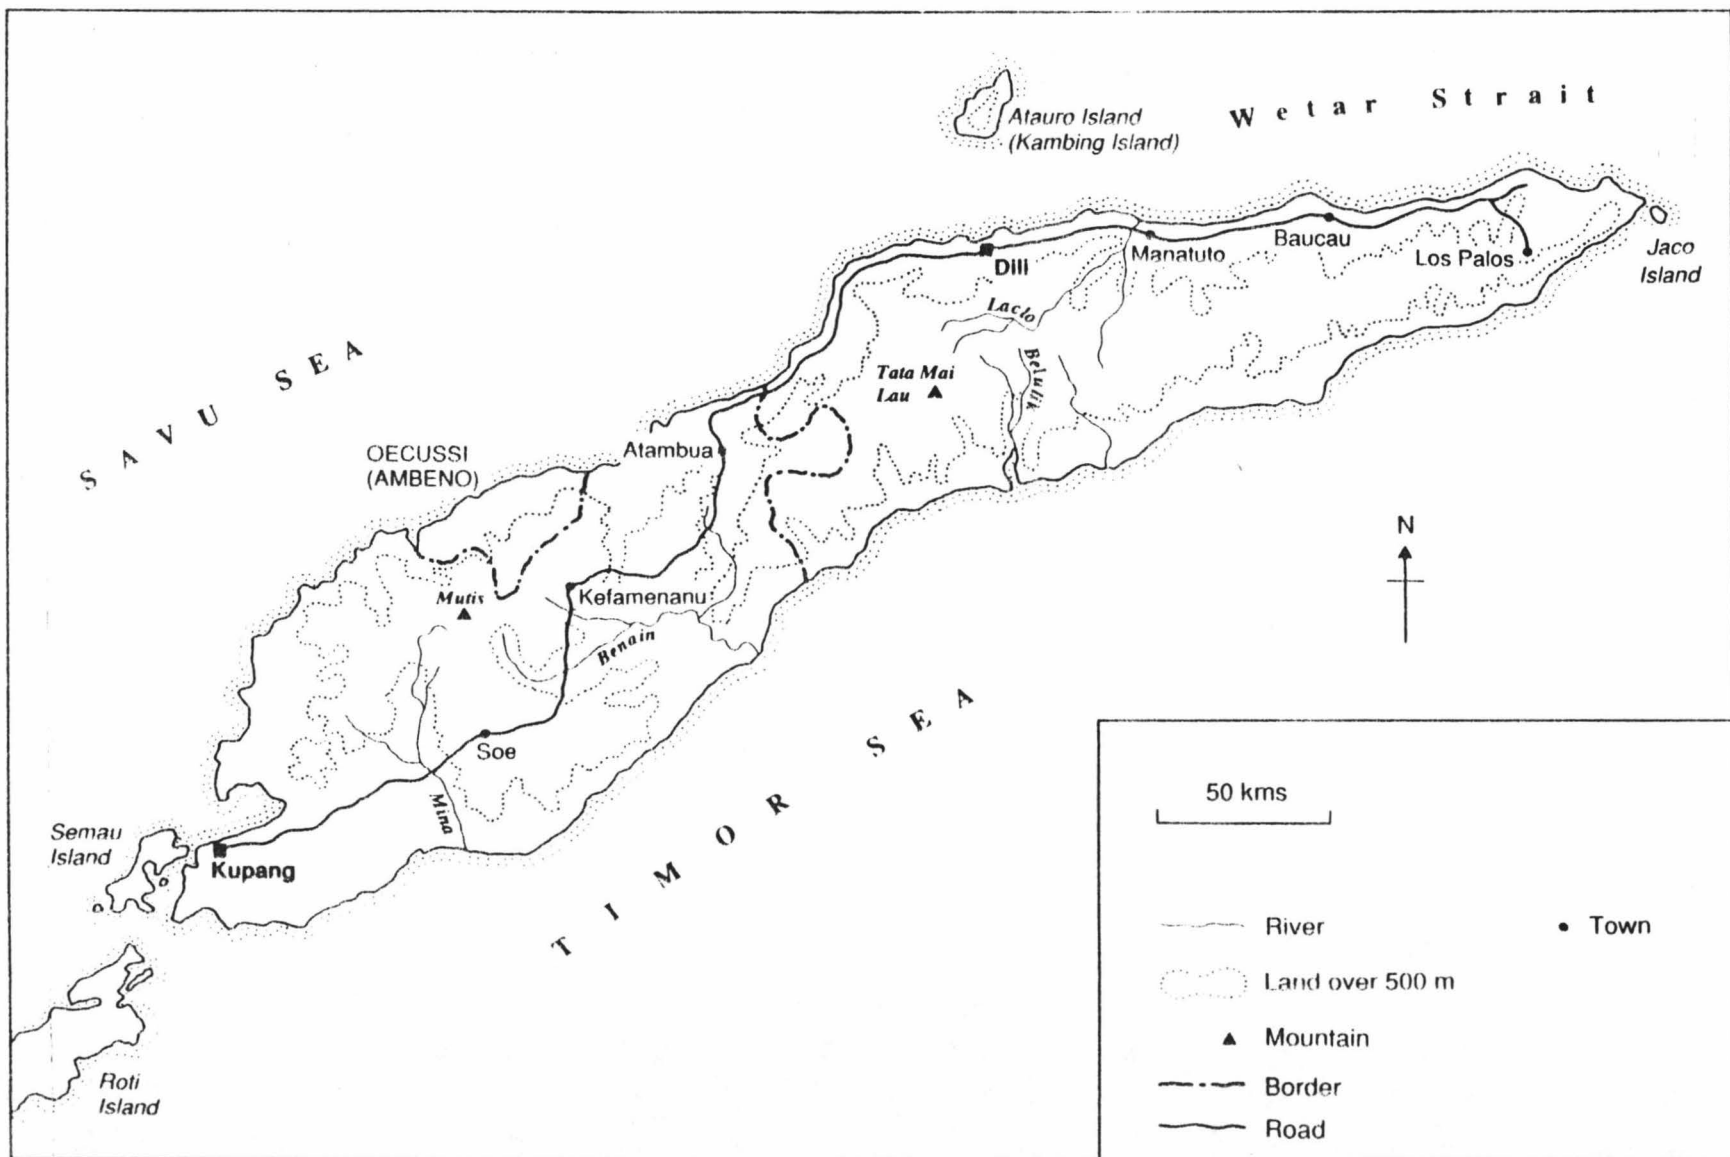 Wetar Strait
Atauro Island
(Kambing Island)
Baucau
Manatuto
Dili
Los Palos
Jaco
Island
Laclo
SAVU SEA
Tata Mai
Lau
Belulik
Atambua
OECUSSI
(AMBENO)
N
Mutis
Kefamenanu
Benain
TIMOR SEA
Soe
Mina
Semau
Island
Kupang
Roti
Island
50 kms
River
Town
Land over 500 m
Mountain
Border
Road